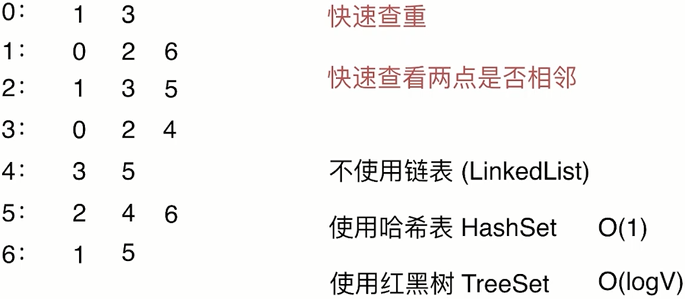 0: 1 3
1: 0 2 6
2: 1 3 5
3: 0 2 4
4: 3 5
5: 2 4 6
6: 1 5
快速查重
快速查看两点是否相邻
不使用链表 (LinkedList)
使用哈希表 HashSet O(1)
使用红黑树 TreeSet O(logV)